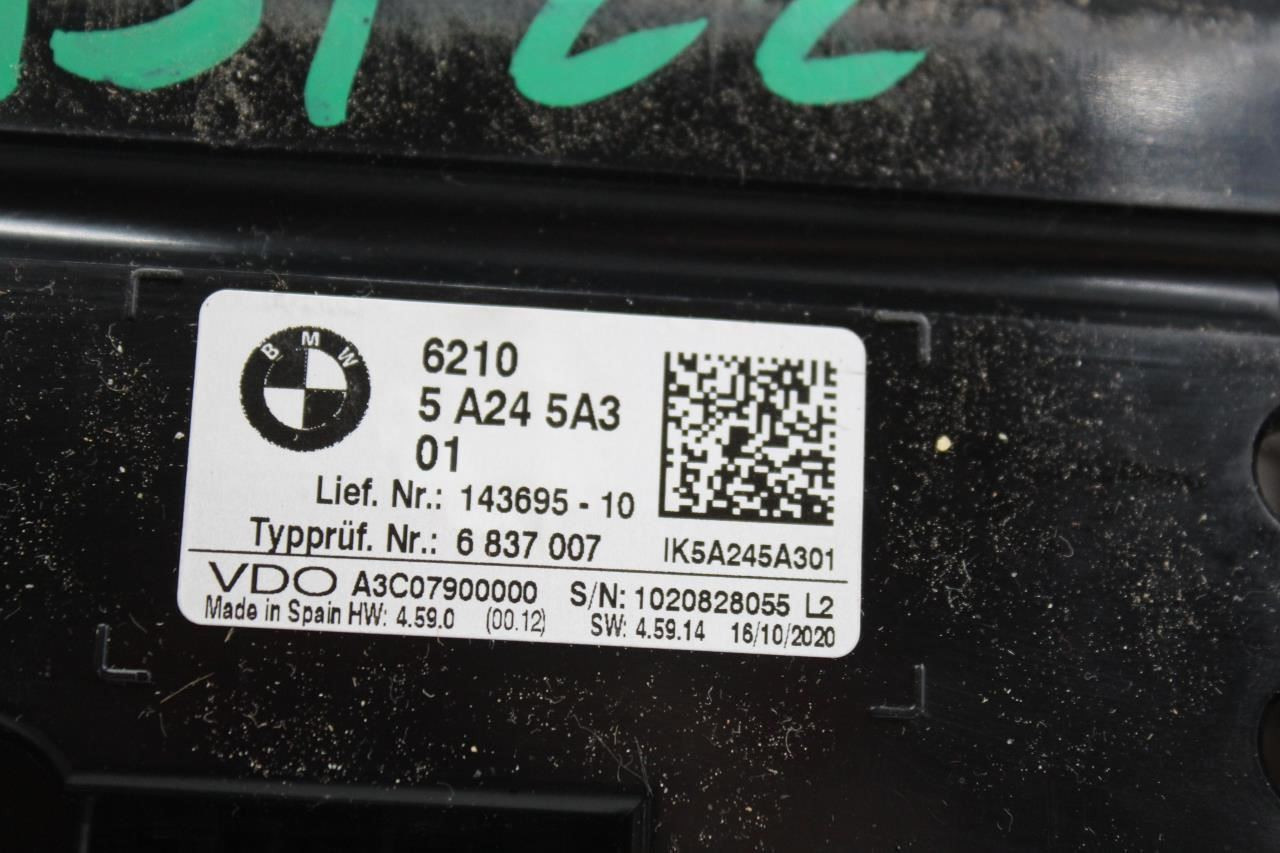 BMW
6210
5 A24 5A3
01
Lief. Nr.: 143695 - 10
Typprüf. Nr.: 6 837 007
IK5A245A301
VDO A3C07900000 S/N: 1020828055 L2
Made in Spain HW: 4.59.0 (00.12) SW: 4.59.14 16/10/2020